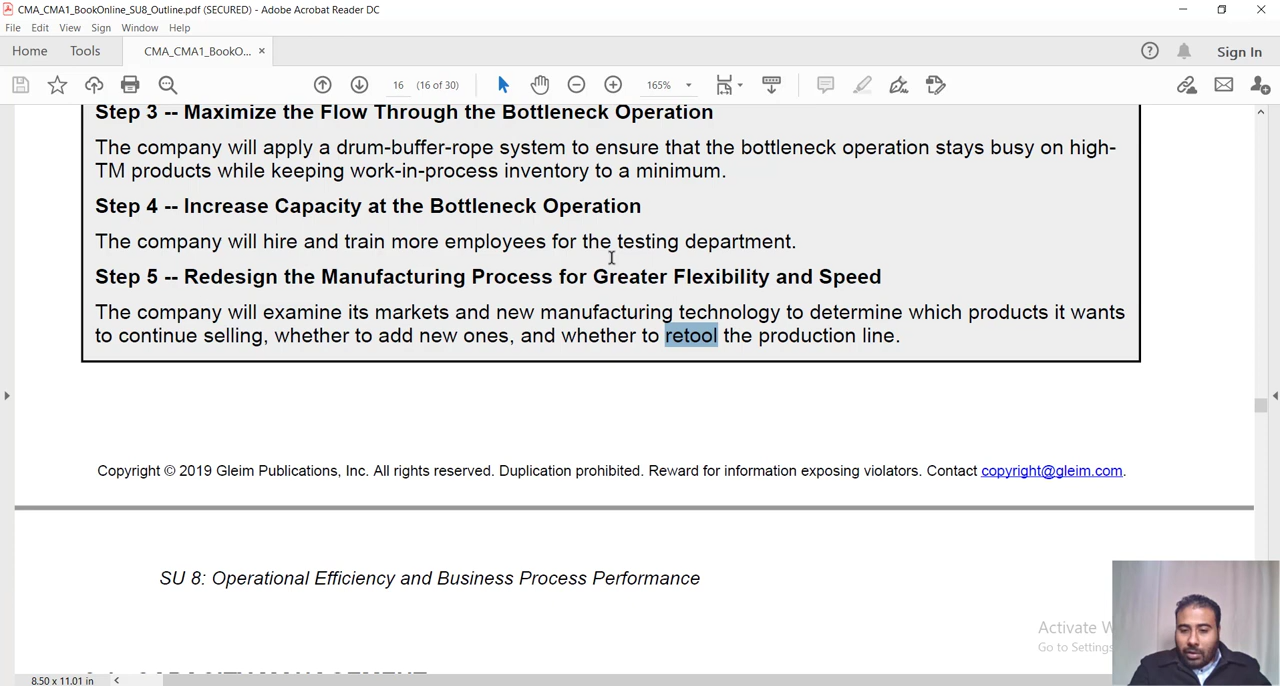 CMA_CMA1_BookOnline_SU8_Outline.pdf (SECURED) - Adobe Acrobat Reader DC
File Edit View Sign Window Help
Home Tools CMA_CMA1_BookO... × Sign In
16 (16 of 30) 165%
Step 3 -- Maximize the Flow Through the Bottleneck Operation
The company will apply a drum-buffer-rope system to ensure that the bottleneck operation stays busy on high-
TM products while keeping work-in-process inventory to a minimum.
Step 4 -- Increase Capacity at the Bottleneck Operation
The company will hire and train more employees for the testing department.
Step 5 -- Redesign the Manufacturing Process for Greater Flexibility and Speed
The company will examine its markets and new manufacturing technology to determine which products it wants
to continue selling, whether to add new ones, and whether to retool the production line.
Copyright © 2019 Gleim Publications, Inc. All rights reserved. Duplication prohibited. Reward for information exposing violators. Contact copyright@gleim.com.
SU 8: Operational Efficiency and Business Process Performance
Activate W
Go to Settings
8.50 x 11.01 in